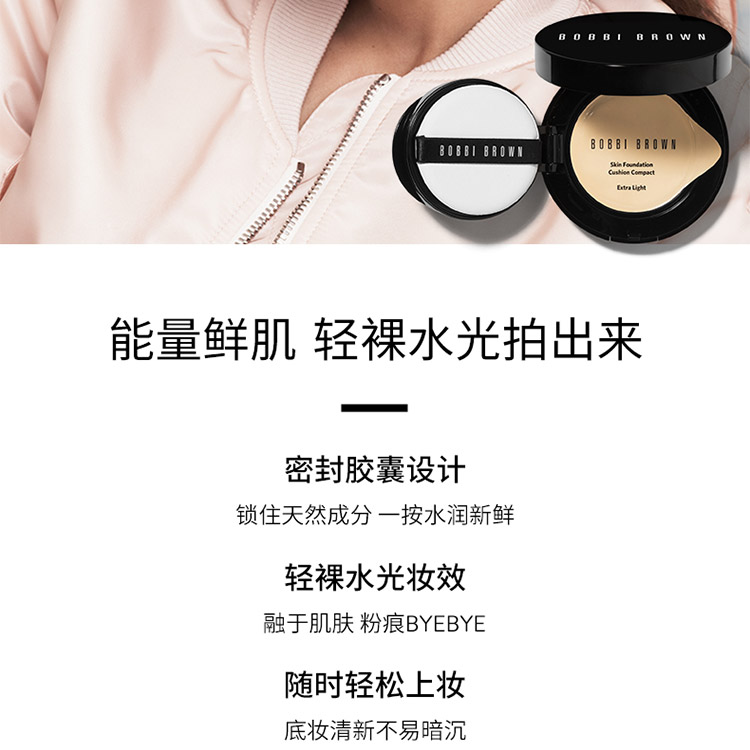 BOBBI BROWN
BOBBI BROWN
BOBBI BROWN
Skin Foundation
Cushion Compact
Extra Light
能量鲜肌 轻裸水光拍出来
密封胶囊设计
锁住天然成分 一按水润新鲜
轻裸水光妆效
融于肌肤 粉痕BYEBYE
随时轻松上妆
底妆清新不易暗沉